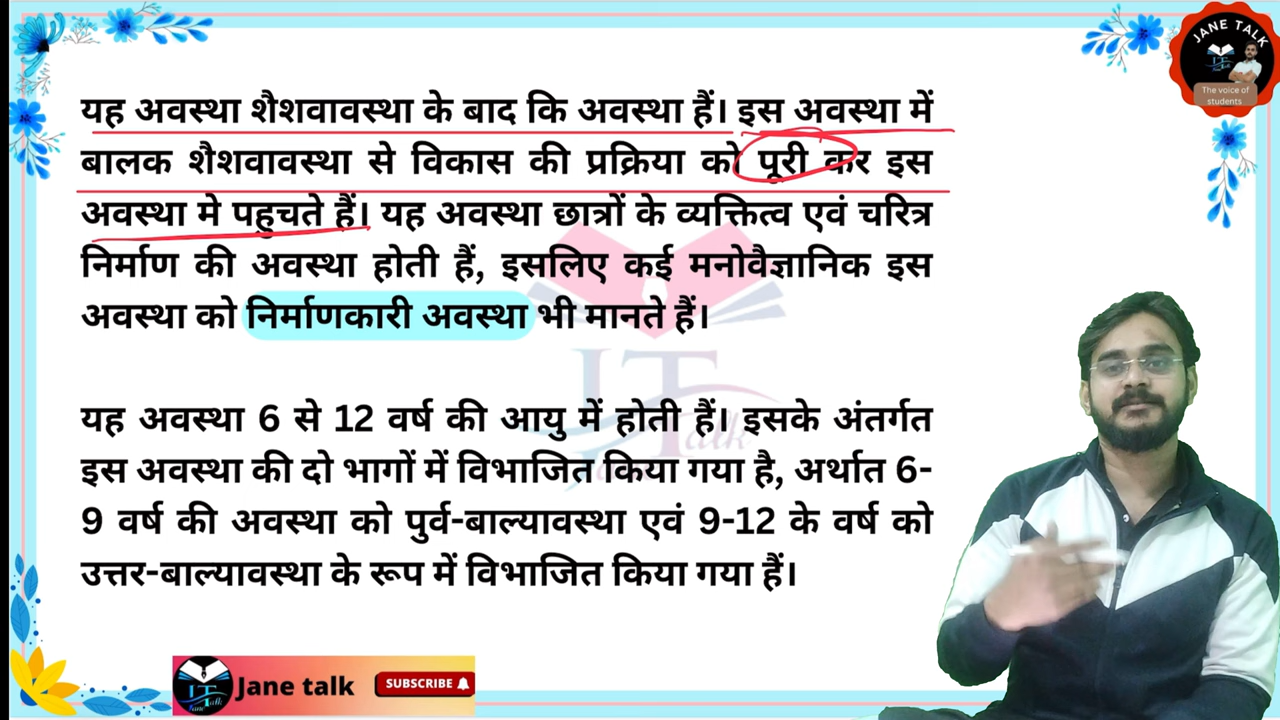 यह अवस्था शैशवावस्था के बाद कि अवस्था हैं। इस अवस्था में
बालक शैशवावस्था से विकास की प्रक्रिया को पूरी कर इस
अवस्था मे पहुचते हैं। यह अवस्था छात्रों के व्यक्तित्व एवं चरित्र
निर्माण की अवस्था होती हैं, इसलिए कई मनोवैज्ञानिक इस
अवस्था को निर्माणकारी अवस्था भी मानते हैं।
यह अवस्था 6 से 12 वर्ष की आयु में होती हैं। इसके अंतर्गत
इस अवस्था की दो भागों में विभाजित किया गया है, अर्थात 6-
9 वर्ष की अवस्था को पुर्व-बाल्यावस्था एवं 9-12 के वर्ष को
उत्तर-बाल्यावस्था के रूप में विभाजित किया गया हैं।
JANE TALK
The voice of
students
Jane talk
SUBSCRIBE